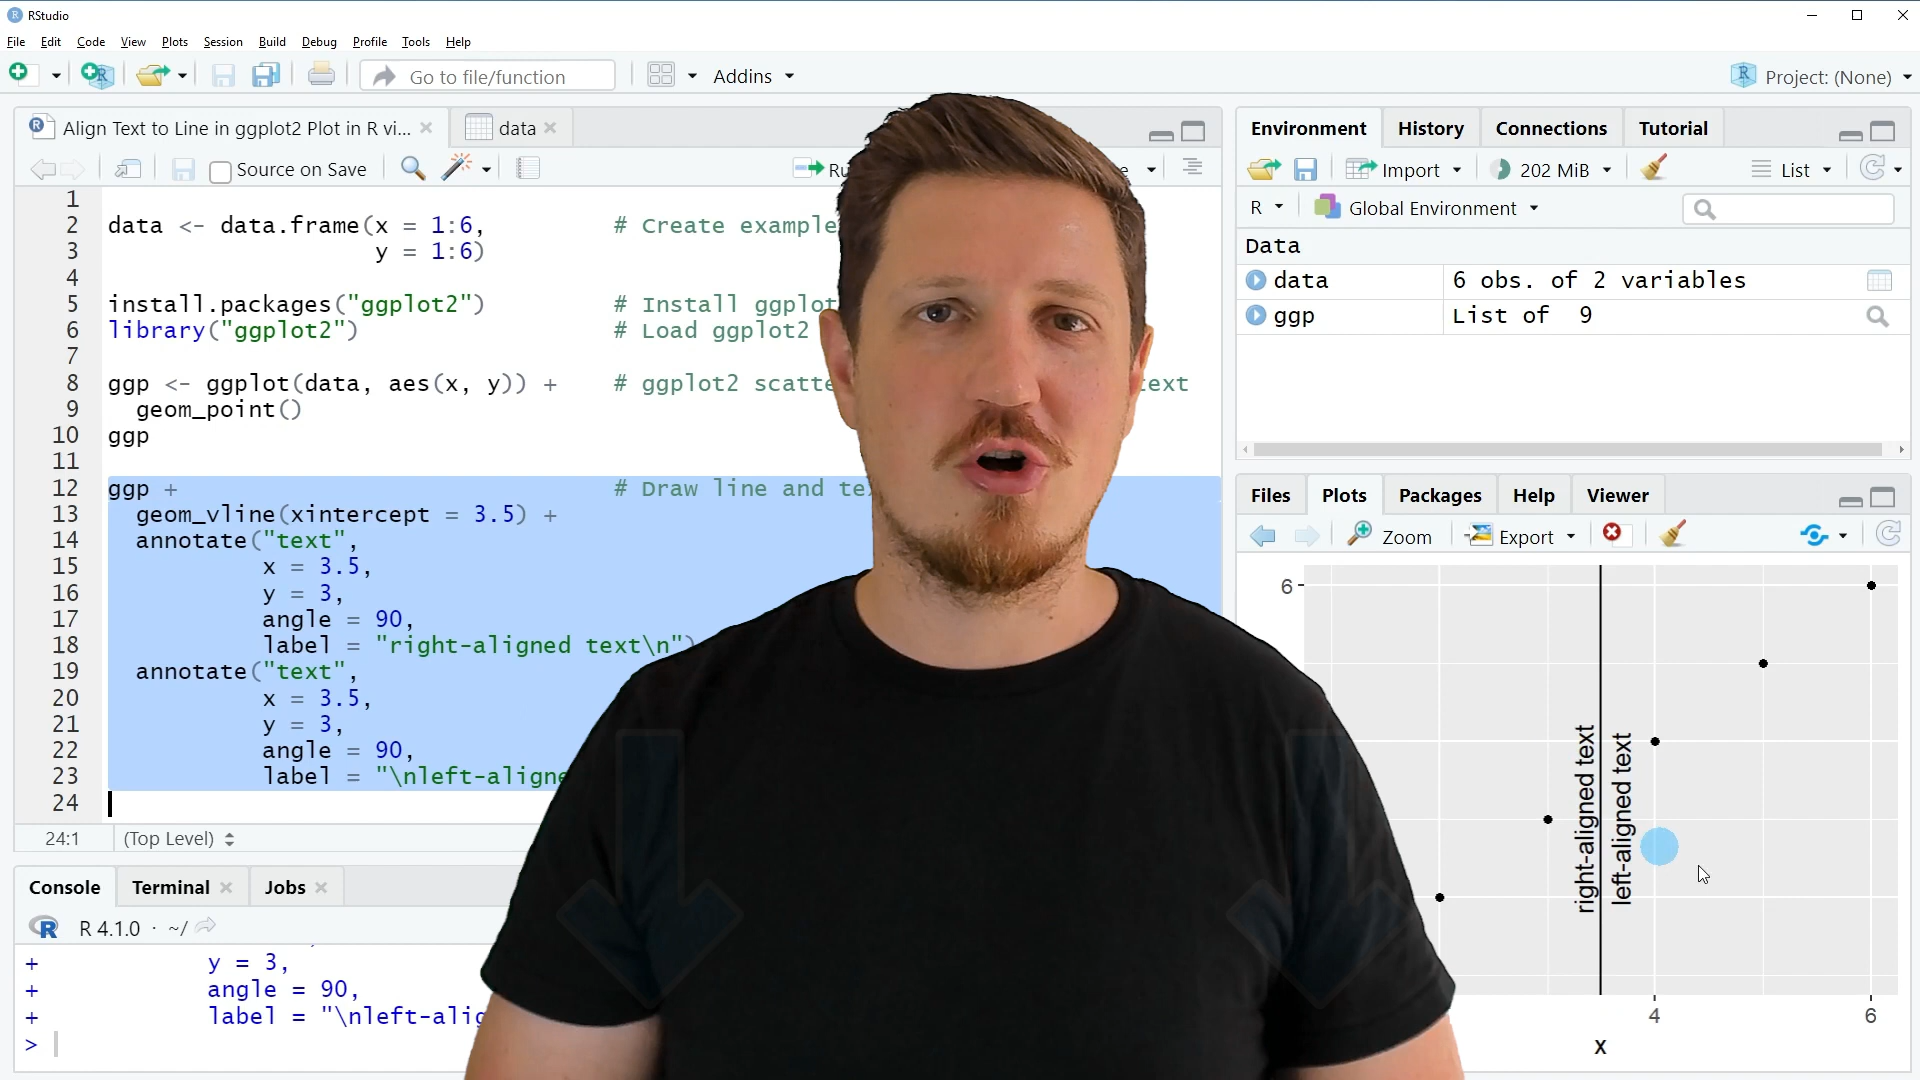 RStudio
File Edit Code View Plots Session Build Debug Profile Tools Help
Go to file/function
Addins
Project: (None)
Align Text to Line in ggplot2 Plot in R vi...
data
Source on Save
1
2 data <- data.frame(x = 1:6, # Create example
3 y = 1:6)
4
5 install.packages("ggplot2") # Install ggplot
6 library("ggplot2") # Load ggplot2
7
8 ggp <- ggplot(data, aes(x, y)) + # ggplot2 scatte text
9 geom_point()
10 ggp
11
12 ggp + # Draw line and te
13 geom_vline(xintercept = 3.5) +
14 annotate("text",
15 x = 3.5,
16 y = 3,
17 angle = 90,
18 label = "right-aligned text\n")
19 annotate("text",
20 x = 3.5,
21 y = 3,
22 angle = 90,
23 label = "\nleft-aligne
24
24:1 (Top Level)
Console Terminal Jobs
R 4.1.0 · ~/
+ y = 3,
+ angle = 90,
+ label = "\nleft-alig
>
Environment History Connections Tutorial
Import 202 MiB List
R Global Environment
Data
data 6 obs. of 2 variables
ggp List of 9
Files Plots Packages Help Viewer
Zoom Export
6
right-aligned text
left-aligned text
4 6
x